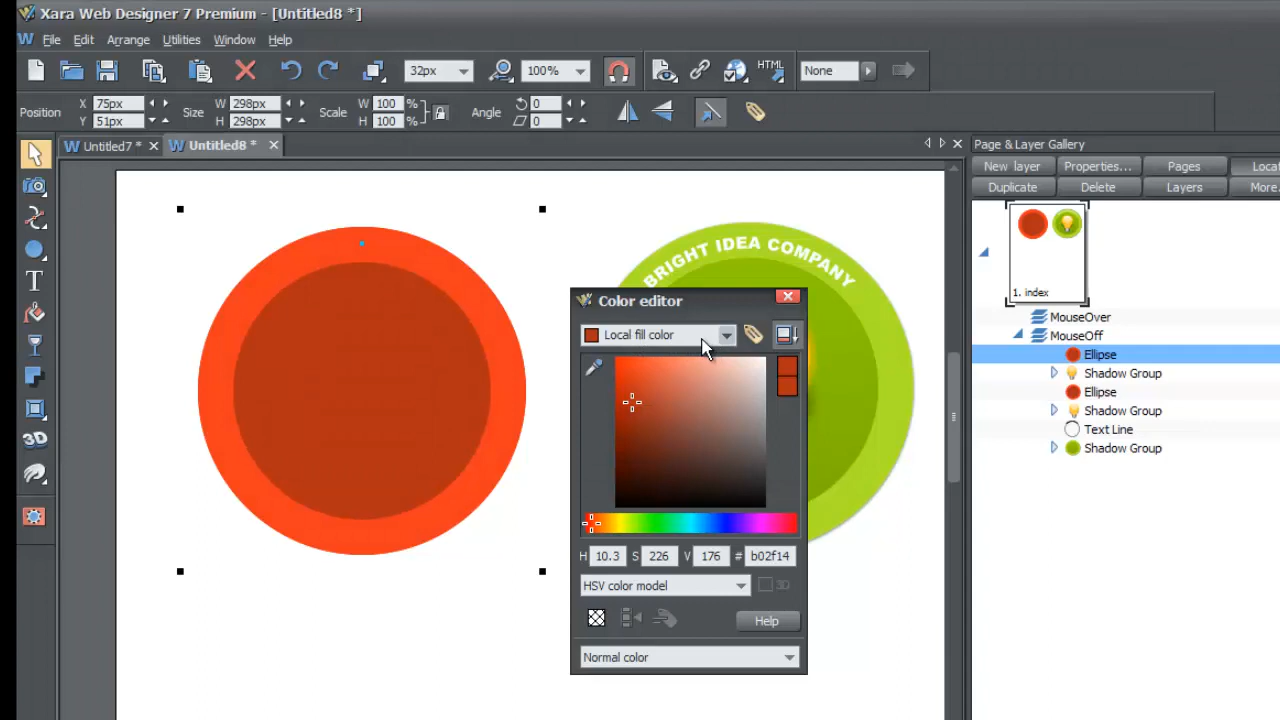 Xara Web Designer 7 Premium - [Untitled8 *]
File Edit Arrange Utilities Window Help
32px 100% HTML None
Position X 75px W 298px Size Scale W 100 % Angle 0
Y 51px H 298px H 100 % 0
Untitled7 * Untitled8 * Page & Layer Gallery
New layer Properties... Pages Locat
Duplicate Delete Layers More.
BRIGHT IDEA COMPANY
1. index
Color editor
MouseOver
Local fill color
MouseOff
Ellipse
Shadow Group
Ellipse
Shadow Group
Text Line
Shadow Group
T
3D
H 10.3 S 226 V 176 # b02f14
HSV color model 3D
Help
Normal color